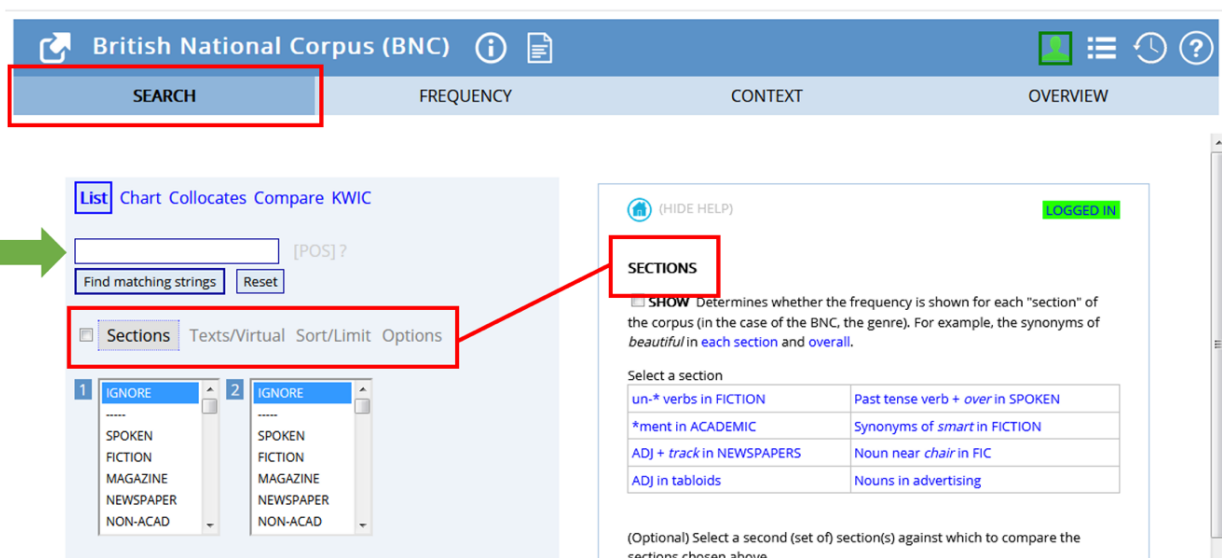 British National Corpus (BNC)
SEARCH FREQUENCY CONTEXT OVERVIEW
List Chart Collocates Compare KWIC
[POS] ?
Find matching strings Reset
Sections Texts/Virtual Sort/Limit Options
1 2
IGNORE
-----
SPOKEN
FICTION
MAGAZINE
NEWSPAPER
NON-ACAD
IGNORE
-----
SPOKEN
FICTION
MAGAZINE
NEWSPAPER
NON-ACAD
(HIDE HELP) LOGGED IN
SECTIONS
SHOW Determines whether the frequency is shown for each "section" of
the corpus (in the case of the BNC, the genre). For example, the synonyms of
beautiful in each section and overall.
Select a section
un-* verbs in FICTION Past tense verb + over in SPOKEN
*ment in ACADEMIC Synonyms of smart in FICTION
ADJ + track in NEWSPAPERS Noun near chair in FIC
ADJ in tabloids Nouns in advertising
(Optional) Select a second (set of) section(s) against which to compare the
sections chosen above.